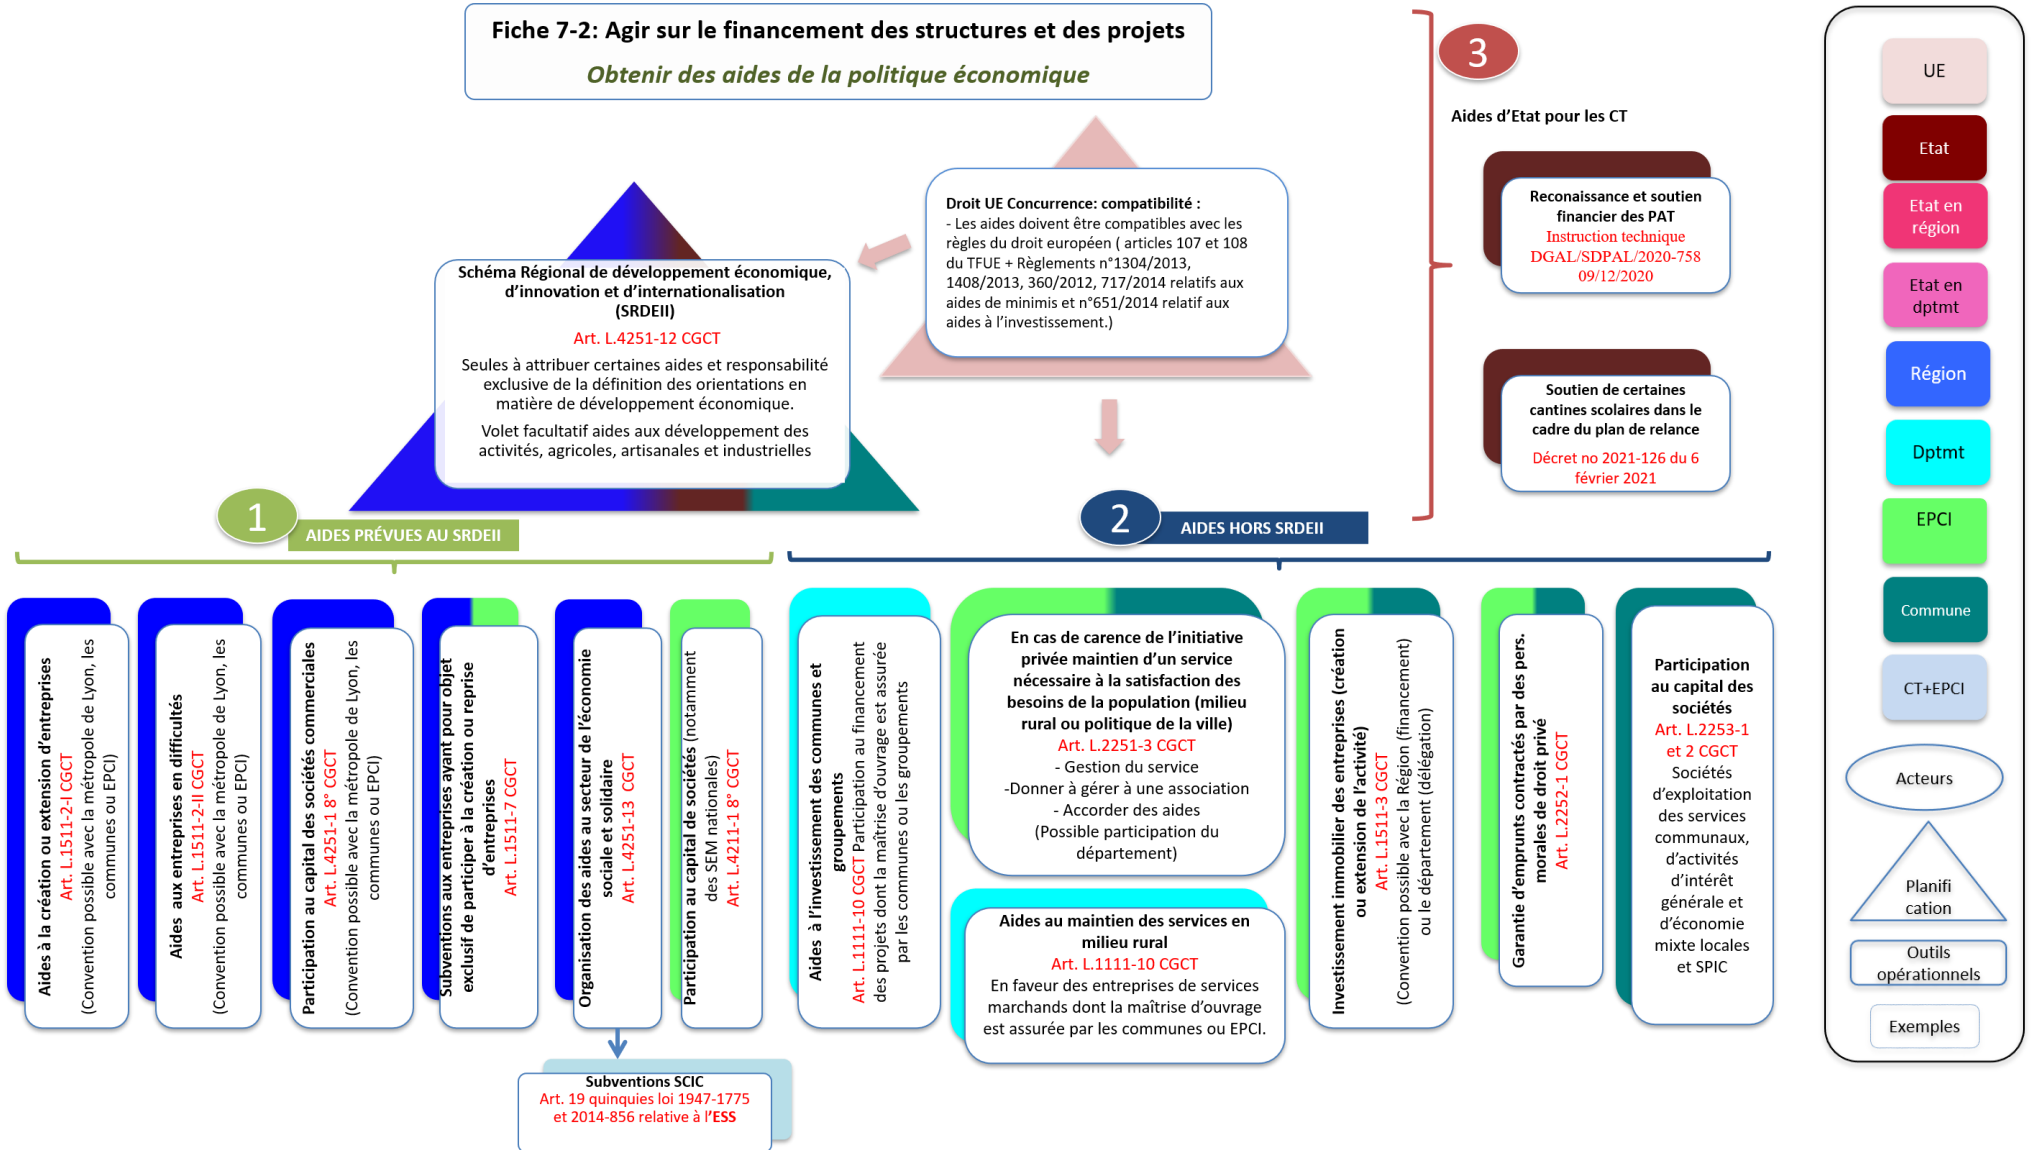 Fiche 7-2: Agir sur le financement des structures et des projets
Obtenir des aides de la politique économique
3
Aides d'Etat pour les CT
Reconaissance et soutien
financier des PAT
Instruction technique
DGAL/SDPAL/2020-758
09/12/2020
Soutien de certaines
cantines scolaires dans le
cadre du plan de relance
Décret no 2021-126 du 6
février 2021
Droit UE Concurrence: compatibilité :
- Les aides doivent être compatibles avec les
règles du droit européen ( articles 107 et 108
du TFUE + Règlements n°1304/2013,
1408/2013, 360/2012, 717/2014 relatifs aux
aides de minimis et n°651/2014 relatif aux
aides à l'investissement.)
Schéma Régional de développement économique,
d'innovation et d'internationalisation
(SRDEII)
Art. L.4251-12 CGCT
Seules à attribuer certaines aides et responsabilité
exclusive de la définition des orientations en
matière de développement économique.
Volet facultatif aides aux développement des
activités, agricoles, artisanales et industrielles
1
AIDES PRÉVUES AU SRDEII
2
AIDES HORS SRDEII
Aides à la création ou extension d'entreprises
Art. L.1511-2-I CGCT
(Convention possible avec la métropole de Lyon, les
communes ou EPCI)
Aides aux entreprises en difficultés
Art. L.1511-2-II CGCT
(Convention possible avec la métropole de Lyon, les
communes ou EPCI)
Participation au capital des sociétés commerciales
Art. L.4251-1 8° CGCT
(Convention possible avec la métropole de Lyon, les
communes ou EPCI)
Subventions aux entreprises ayant pour objet
exclusif de participer à la création ou reprise
d'entreprises
Art. L.1511-7 CGCT
Organisation des aides au secteur de l'économie
sociale et solidaire
Art. L.4251-13 CGCT
Participation au capital de sociétés (notamment
des SEM nationales)
Art. L.4211-1 8° CGCT
Subventions SCIC
Art. 19 quinquies loi 1947-1775
et 2014-856 relative à l'ESS
Aides à l'investissement des communes et
groupements
Art. L.1111-10 CGCT Participation au financement
des projets dont la maîtrise d'ouvrage est assurée
par les communes ou les groupements
En cas de carence de l'initiative
privée maintien d'un service
nécessaire à la satisfaction des
besoins de la population (milieu
rural ou politique de la ville)
Art. L.2251-3 CGCT
- Gestion du service
-Donner à gérer à une association
- Accorder des aides
(Possible participation du
département)
Aides au maintien des services en
milieu rural
Art. L.1111-10 CGCT
En faveur des entreprises de services
marchands dont la maîtrise d'ouvrage
est assurée par les communes ou EPCI.
Investissement immobilier des entreprises (création
ou extension de l'activité)
Art. L.1511-3 CGCT
(Convention possible avec la Région (financement)
ou le département (délégation)
Garantie d'emprunts contractés par des pers.
morales de droit privé
Art. L.2252-1 CGCT
Participation
au capital des
sociétés
Art. L.2253-1
et 2 CGCT
Sociétés
d'exploitation
des services
communaux,
d'activités
d'intérêt
générale et
d'économie
mixte locales
et SPIC
UE
Etat
Etat en
région
Etat en
dptmt
Région
Dptmt
EPCI
Commune
CT+EPCI
Acteurs
Planifi
cation
Outils
opérationnels
Exemples